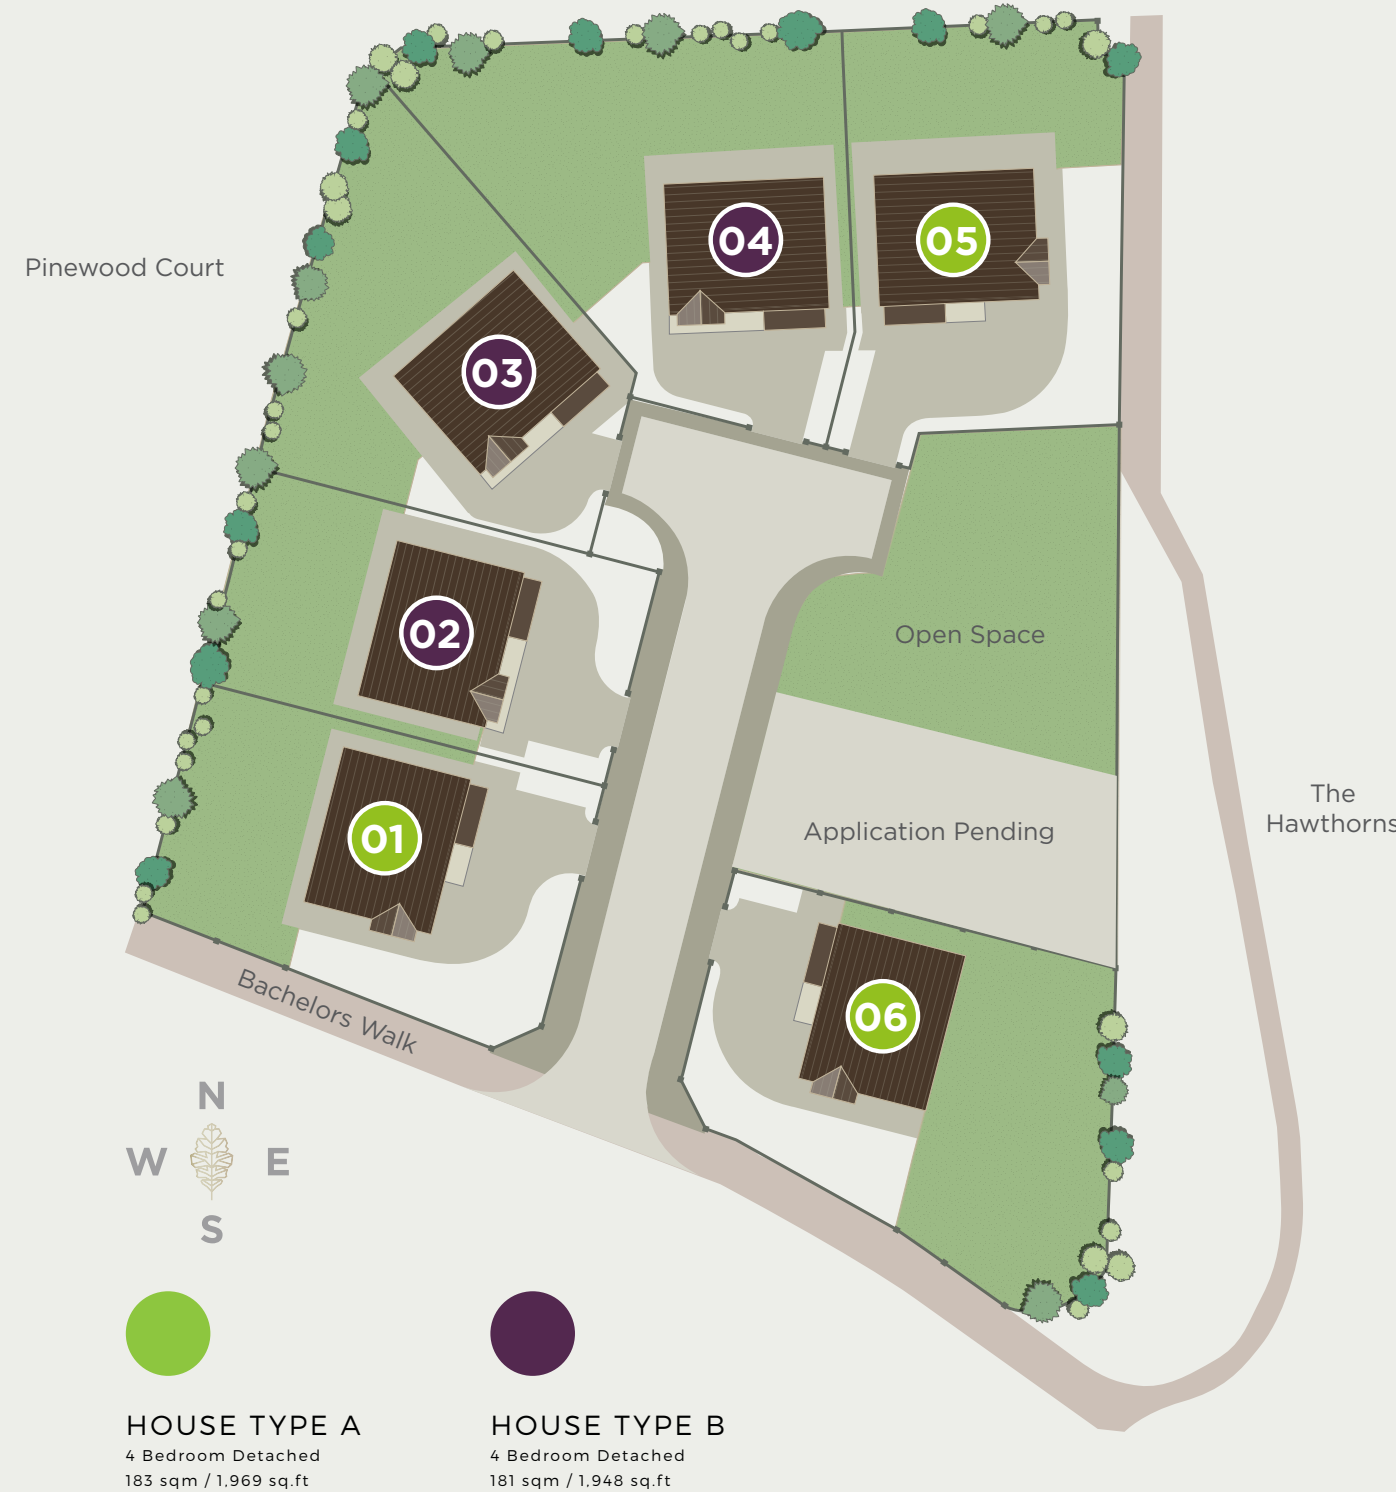 04
05
Pinewood Court
03
02
Open Space
The
Hawthorns
Application Pending
01
Bachelors Walk
06
N
W E
S
HOUSE TYPE A
4 Bedroom Detached
183 sqm / 1,969 sq.ft
HOUSE TYPE B
4 Bedroom Detached
181 sqm / 1,948 sq.ft